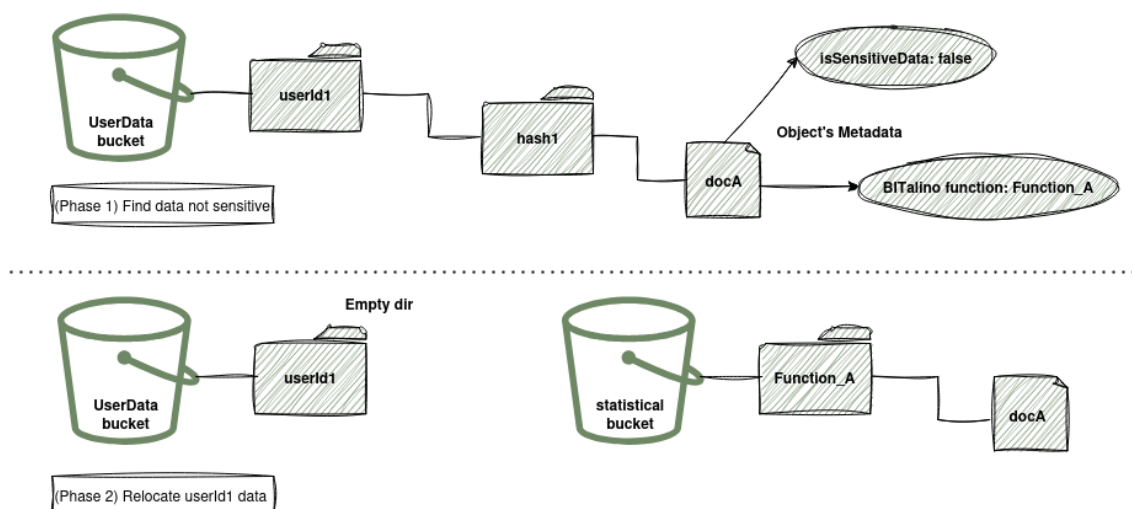 isSensitiveData: false
userId1
UserData
bucket
hash1
Object's Metadata
docA
BITalino function: Function_A
(Phase 1) Find data not sensitive
Empty dir
userId1
UserData
bucket
Function_A
statistical
bucket
docA
(Phase 2) Relocate userId1 data